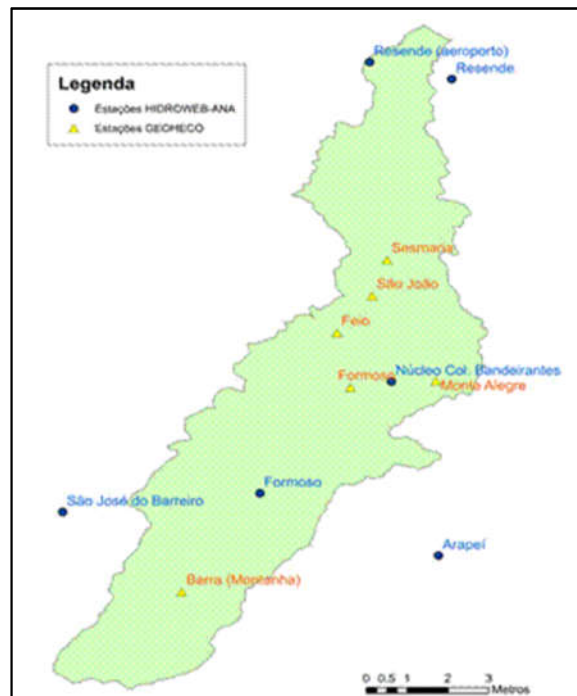 Resende (aeroporto)
Resende
Legenda
Estações HIDROWEB-ANA
Estações GEOHECO
Sesmaria
São João
Feio
Formoso
Núcleo Col. Bandeirantes
Monte Alegre
São José do Barreiro
Formoso
Arapeí
Barra (Montanha)
0 0.5 1 2 3
Metros